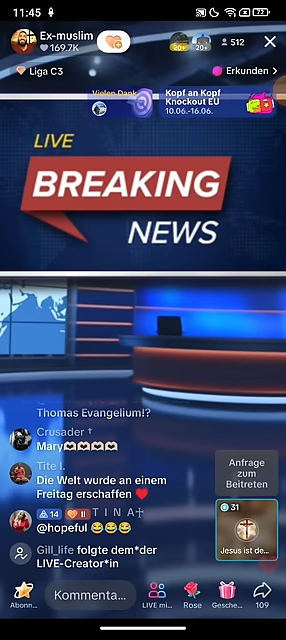 11:45
72
Ex-muslim
169.7K
20+
20+
512
Liga C3
Erkunden
Vielen Dank
Kopf an Kopf
Knockout EU
10.06.-16.06.
LIVE
BREAKING
NEWS
Thomas Evangelium!?
Crusader †
Mary
Tite I.
Die Welt wurde an einem
Freitag erschaffen ❤️
14 II T I N A ☩
@hopeful 😂😂😂
Gill_life folgte dem*der
LIVE-Creator*in
Anfrage
zum
Beitreten
31
Jesus ist de...
Abonn...
Kommenta...
LIVE mi...
Rose
Gesche...
109